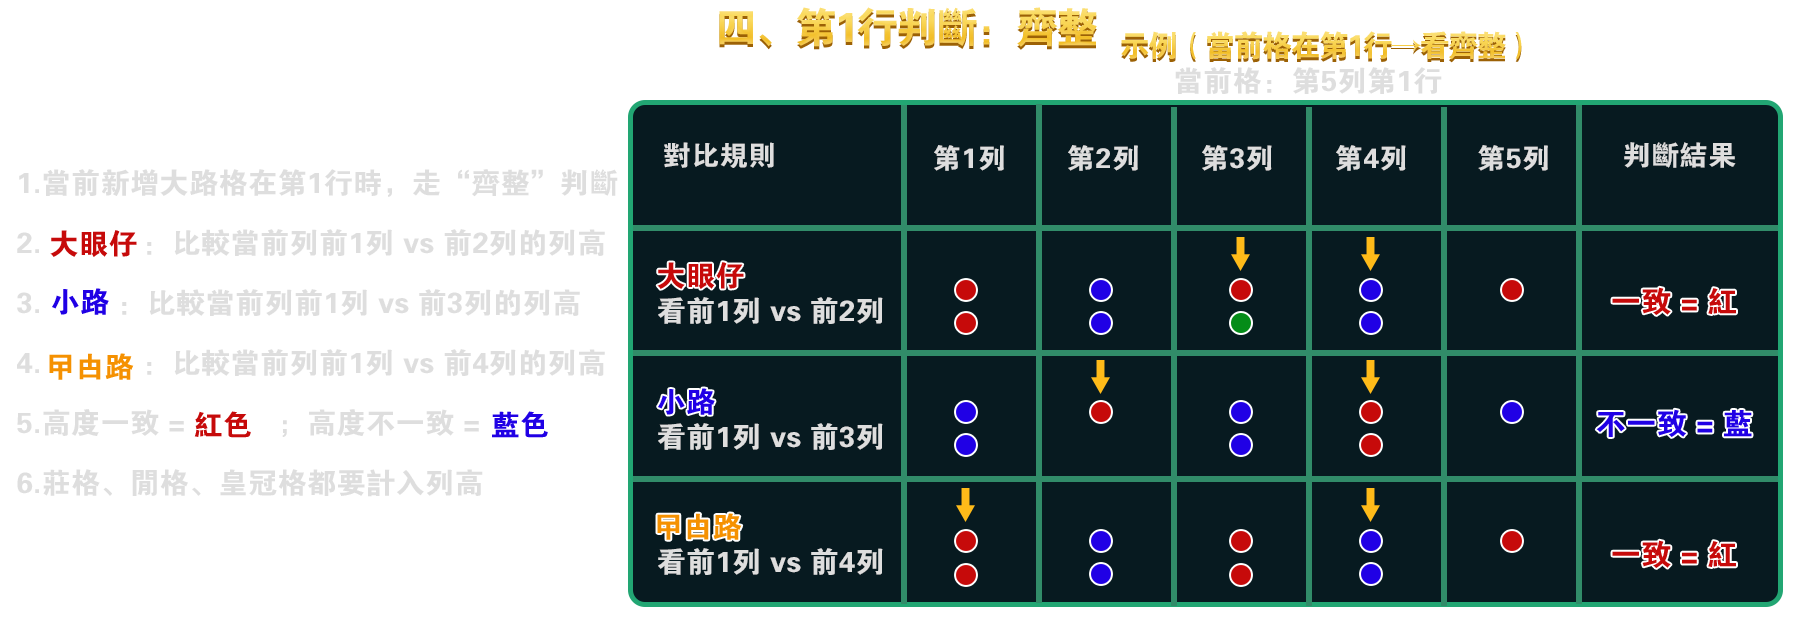 四、第1行判斷：齊整
示例（當前格在第1行→看齊整）
當前格：第5列第1行
1.當前新增大路格在第1行時，走“齊整”判斷
2. 大眼仔：比較當前列前1列 vs 前2列的列高
3. 小路：比較當前列前1列 vs 前3列的列高
4. 曱甴路：比較當前列前1列 vs 前4列的列高
5.高度一致 = 紅色 ；高度不一致 = 藍色
6.莊格、閒格、皇冠格都要計入列高
對比規則 第1列 第2列 第3列 第4列 第5列 判斷結果
大眼仔
看前1列 vs 前2列
一致 = 紅
小路
看前1列 vs 前3列
不一致 = 藍
曱甴路
看前1列 vs 前4列
一致 = 紅